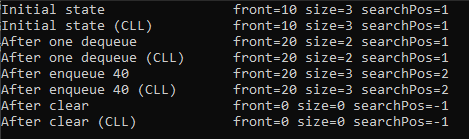 Initial state front=10 size=3 searchPos=1
Initial state (CLL) front=10 size=3 searchPos=1
After one dequeue front=20 size=2 searchPos=1
After one dequeue (CLL) front=20 size=2 searchPos=1
After enqueue 40 front=20 size=3 searchPos=2
After enqueue 40 (CLL) front=20 size=3 searchPos=2
After clear front=0 size=0 searchPos=-1
After clear (CLL) front=0 size=0 searchPos=-1